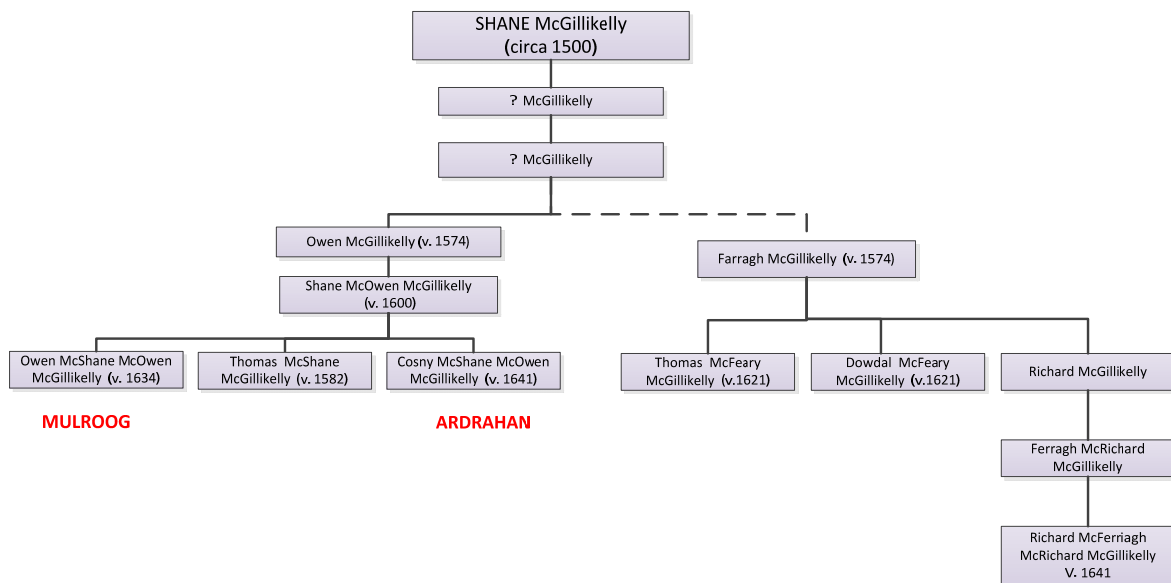 SHANE McGillikelly
(circa 1500)
? McGillikelly
? McGillikelly
Owen McGillikelly (v. 1574)
Farragh McGillikelly (v. 1574)
Shane McOwen McGillikelly
(v. 1600)
Owen McShane McOwen
McGillikelly (v. 1634)
Thomas McShane
McGillikelly (v. 1582)
Cosny McShane McOwen
McGillikelly (v. 1641)
Thomas McFeary
McGillikelly (v.1621)
Dowdal McFeary
McGillikelly (v.1621)
Richard McGillikelly
MULROOG
ARDRAHAN
Ferragh McRichard
McGillikelly
Richard McFerriagh
McRichard McGillikelly
V. 1641